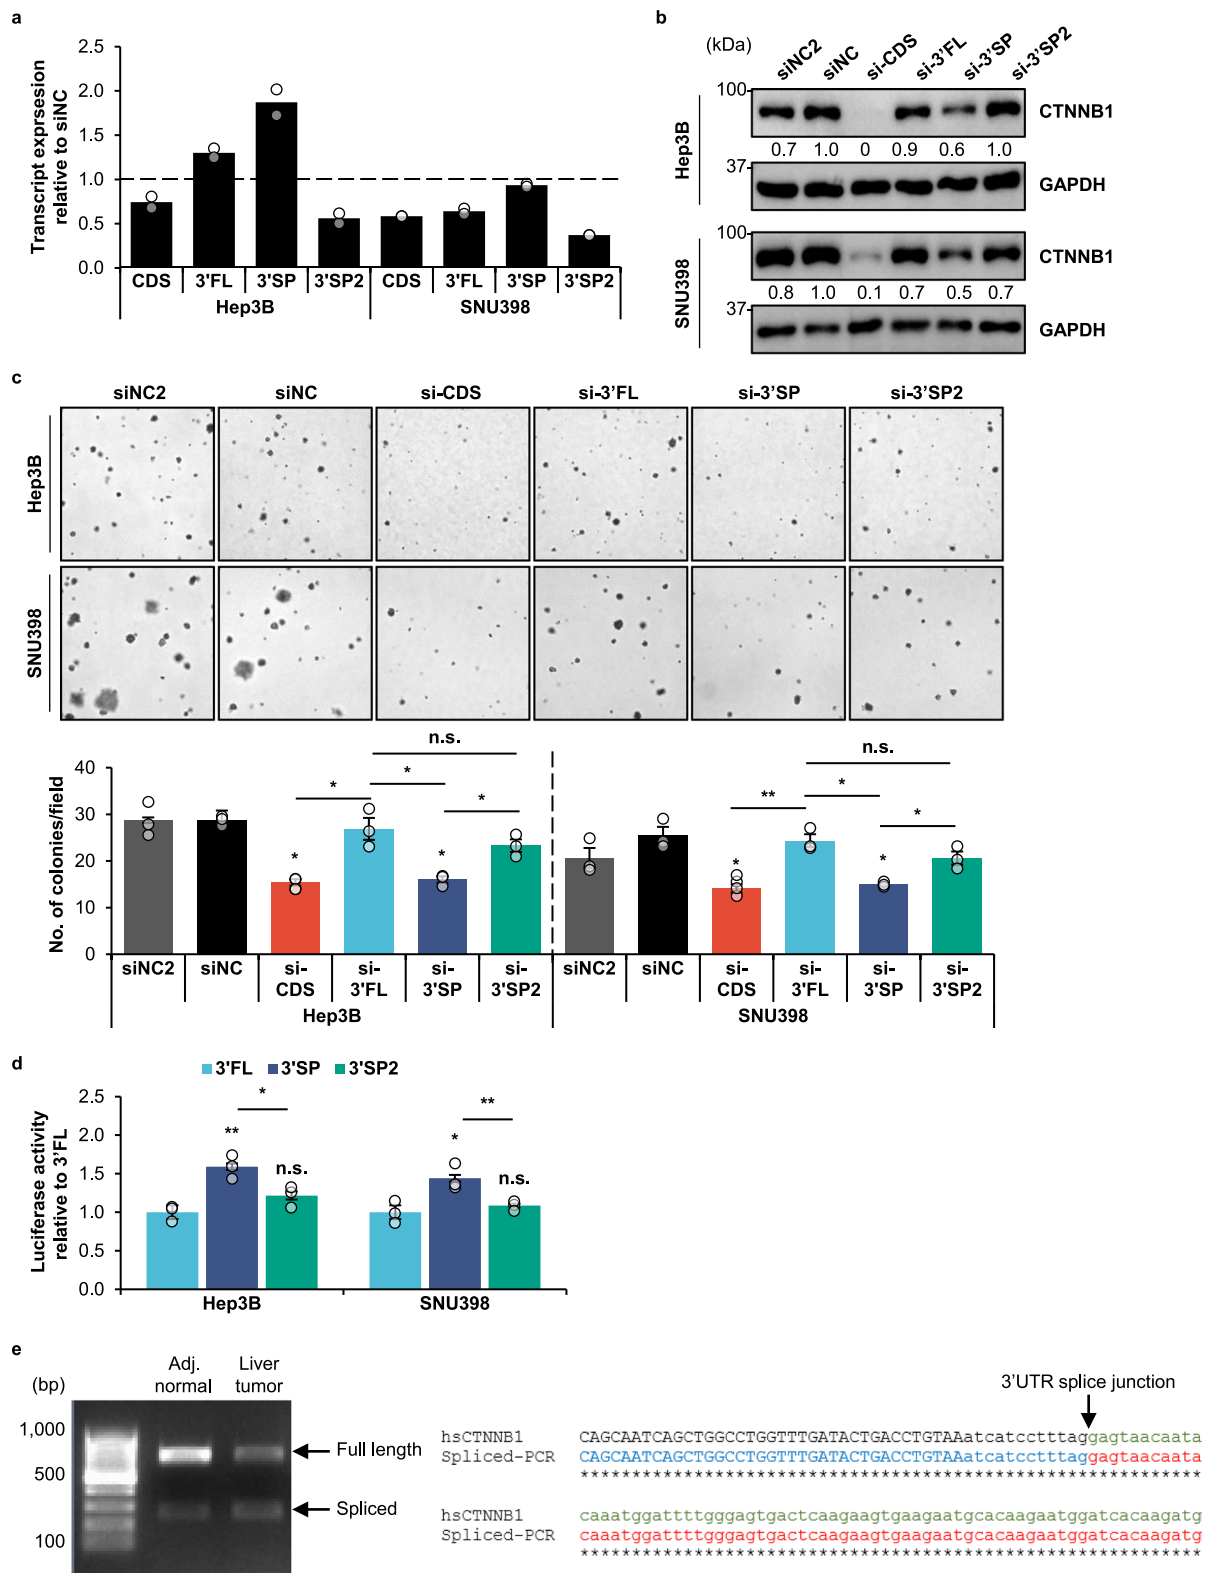 a
Transcript exprsesion
relative to siNC
2.5
2.0
1.5
1.0
0.5
0.0
CDS 3'FL 3'SP 3'SP2 CDS 3'FL 3'SP 3'SP2
Hep3B SNU398
b
(kDa)
siNC2 siNC si-CDS si-3'FL si-3'SP si-3'SP2
Hep3B
100
CTNNB1
0.7 1.0 0 0.9 0.6 1.0
37
GAPDH
SNU398
100
CTNNB1
0.8 1.0 0.1 0.7 0.5 0.7
37
GAPDH
c
siNC2 siNC si-CDS si-3'FL si-3'SP si-3'SP2
Hep3B
SNU398
No. of colonies/field
40
30
20
10
0
n.s. n.s.
* * * ** * *
* * * *
siNC2 siNC si-CDS si-3'FL si-3'SP si-3'SP2 siNC2 siNC si-CDS si-3'FL si-3'SP si-3'SP2
Hep3B SNU398
d
3'FL 3'SP 3'SP2
Luciferase activity
relative to 3'FL
2.5
2.0
1.5
1.0
0.5
0.0
* **
** n.s. * n.s.
Hep3B SNU398
e
(bp)
Adj. normal
Liver tumor
1,000
500
100
Full length
Spliced
3'UTR splice junction
hsCTNNB1 CAGCAATCAGCTGGCCTGGTTTGATACTGACCTGTAAatcatcctttaggagtaacaata
Spliced-PCR CAGCAATCAGCTGGCCTGGTTTGATACTGACCTGTAAatcatcctttaggagtaacaata
************************************************************
hsCTNNB1 caaatggattttgggagtgactcaagaagtgaagaatgcacaagaatggatcacaagatg
Spliced-PCR caaatggattttgggagtgactcaagaagtgaagaatgcacaagaatggatcacaagatg
************************************************************